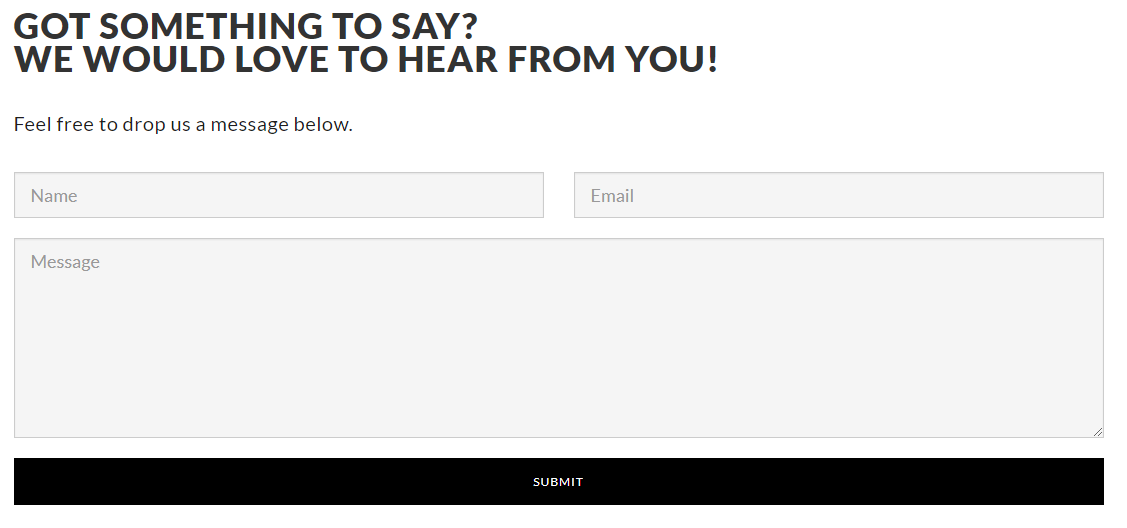 GOT SOMETHING TO SAY?
WE WOULD LOVE TO HEAR FROM YOU!
Feel free to drop us a message below.
Name
Email
Message
SUBMIT